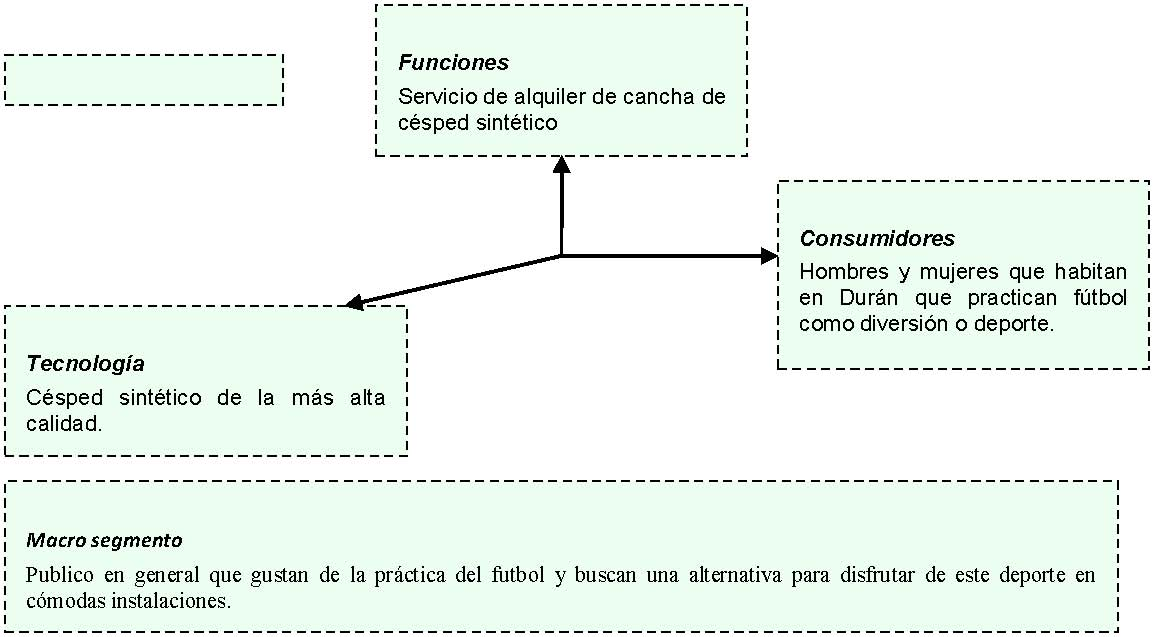 Funciones
Servicio de alquiler de cancha de
césped sintético
Consumidores
Hombres y mujeres que habitan
en Durán que practican fútbol
como diversión o deporte.
Tecnología
Césped sintético de la más alta
calidad.
Macro segmento
Publico en general que gustan de la práctica del futbol y buscan una alternativa para disfrutar de este deporte en
cómodas instalaciones.